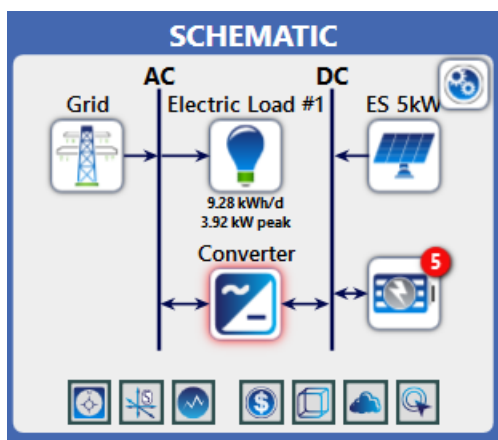 SCHEMATIC
AC DC
Grid Electric Load #1 ES 5kW
9.28 kWh/d
3.92 kW peak
Converter
5
S
$